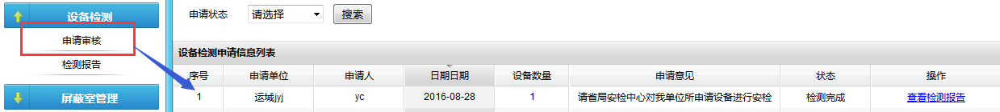 设备检测
申请审核
检测报告
屏蔽室管理
申请状态 请选择 搜索
设备检测申请信息列表
序号 申请单位 申请人 日期日期 设备数量 申请意见 状态 操作
1 运城jyj yc 2016-08-28 1 请省局安检中心对我单位所申请设备进行安检 检测完成 查看检测报告